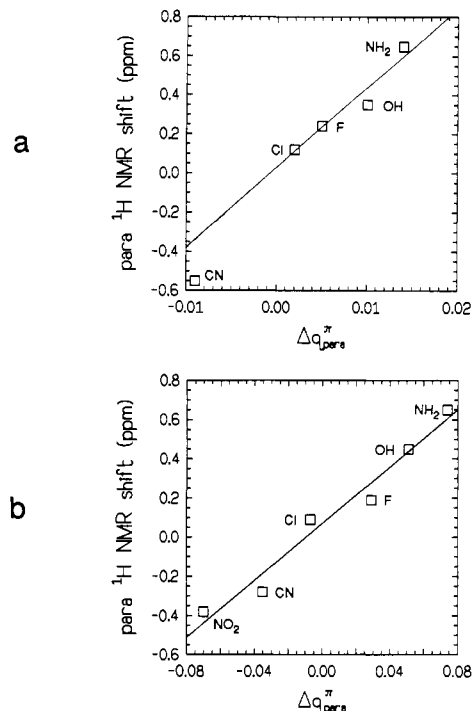 a
para ¹H NMR shift (ppm)
0.8
0.6
0.4
0.2
0.0
-0.2
-0.4
-0.6
NH₂
OH
F
Cl
CN
-0.01
0.00
0.01
0.02
Δq^π_para
b
para ¹H NMR shift (ppm)
0.8
0.6
0.4
0.2
0.0
-0.2
-0.4
-0.6
NH₂
OH
F
Cl
CN
NO₂
-0.08
-0.04
0.00
0.04
0.08
Δq^π_para